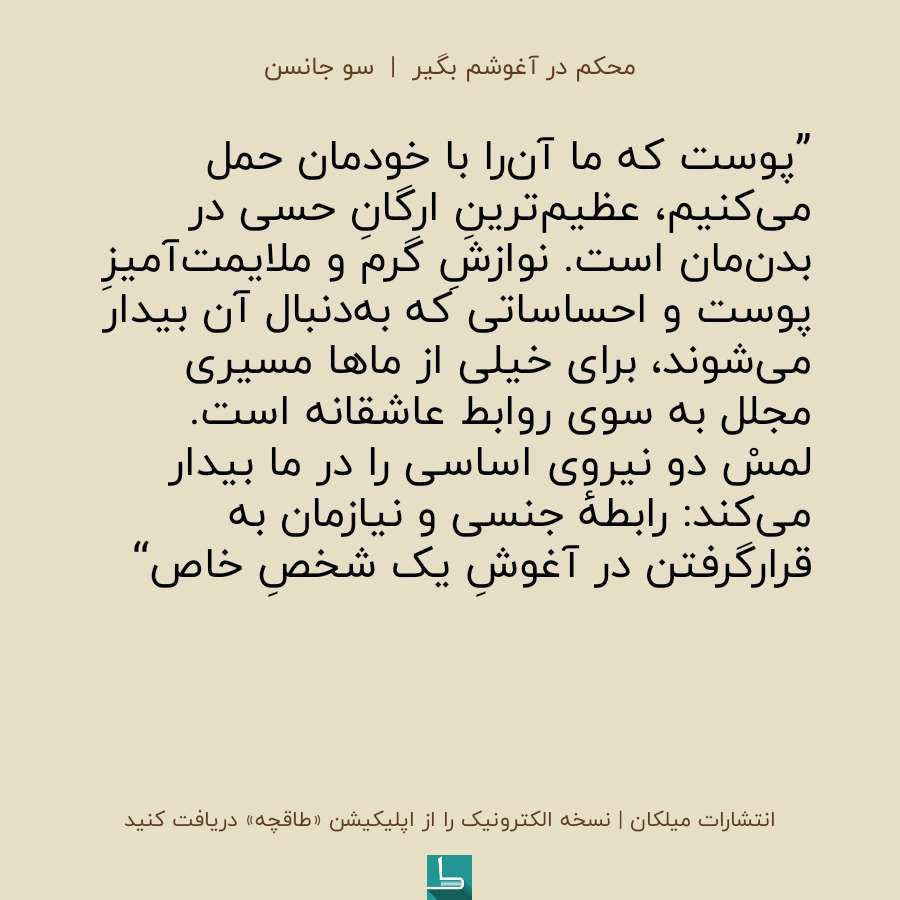 محکم در آغوشم بگیر | سو جانسن
”پوست که ما آن‌را با خودمان حمل
می‌کنیم، عظیم‌ترینِ ارگانِ حسی در
بدن‌مان است. نوازشِ گرم و ملایمت‌آمیزِ
پوست و احساساتی که به‌دنبال آن بیدار
می‌شوند، برای خیلی از ماها مسیری
مجلل به سوی روابط عاشقانه است.
لمسْ دو نیروی اساسی را در ما بیدار
می‌کند: رابطهٔ جنسی و نیازمان به
قرارگرفتن در آغوشِ یک شخصِ خاص“
انتشارات میلکان | نسخه الکترونیک را از اپلیکیشن «طاقچه» دریافت کنید